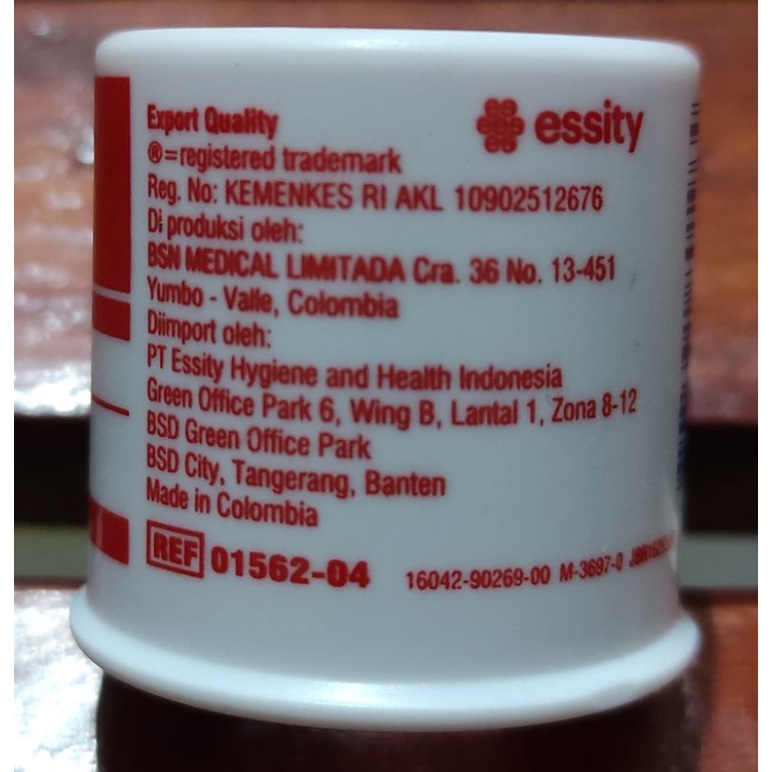 essity
Export Quality
®=registered trademark
Reg. No: KEMENKES RI AKL 10902512676
Di produksi oleh:
BSN MEDICAL LIMITADA Cra. 36 No. 13-451
Yumbo - Valle, Colombia
Diimport oleh:
PT Essity Hygiene and Health Indonesia
Green Office Park 6, Wing B, Lantal 1, Zona 8-12
BSD Green Office Park
BSD City, Tangerang, Banten
Made in Colombia
REF 01562-04
16042-90269-00 M-3697-0